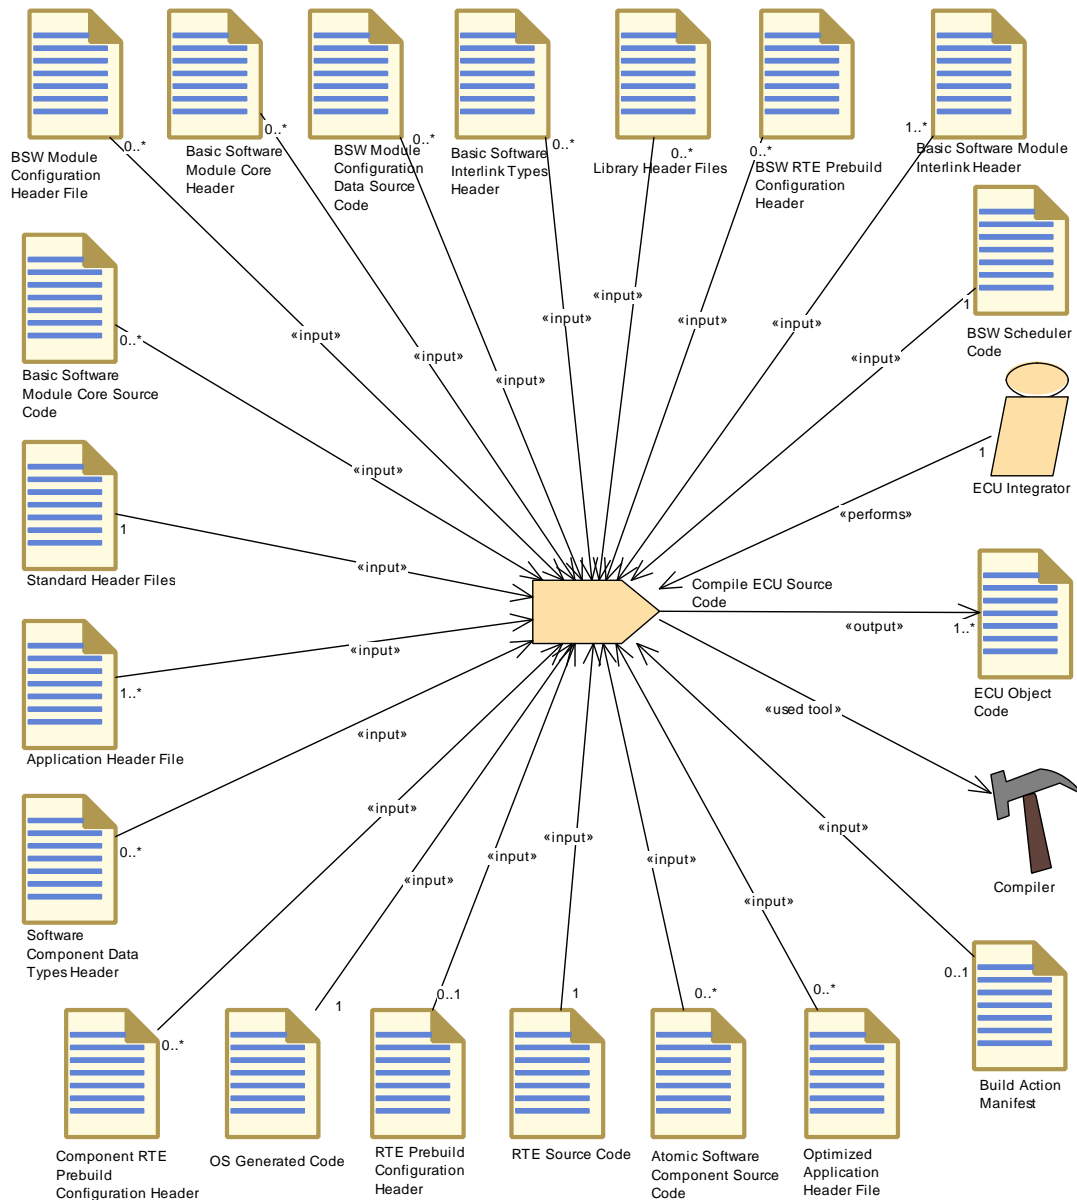 0..*
0..*
0..*
0..*
0..*
0..*
1..*
BSW Module
Configuration
Header File
Basic Software
Module Core
Header
BSW Module
Configuration
Data Source
Code
Basic Software
Interlink Types
Header
Library Header Files
BSW RTE Prebuild
Configuration
Header
Basic Software Module
Interlink Header
«input»
«input»
«input»
«input»
«input»
«input»
«input»
1
«input»
BSW Scheduler
Code
0..*
«input»
Basic Software
Module Core Source
Code
1
«performs»
ECU Integrator
1
«input»
Standard Header Files
Compile ECU Source
Code
«output»
1..*
ECU Object
Code
1..*
«input»
Application Header File
«used tool»
Compiler
0..*
«input»
Software
Component Data
Types Header
«input»
«input»
«input»
«input»
«input»
«input»
«input»
0..1
Build Action
Manifest
0..*
1
0..1
1
0..*
0..*
Component RTE
Prebuild
Configuration Header
OS Generated Code
RTE Prebuild
Configuration
Header
RTE Source Code
Atomic Software
Component Source
Code
Optimized
Application
Header File